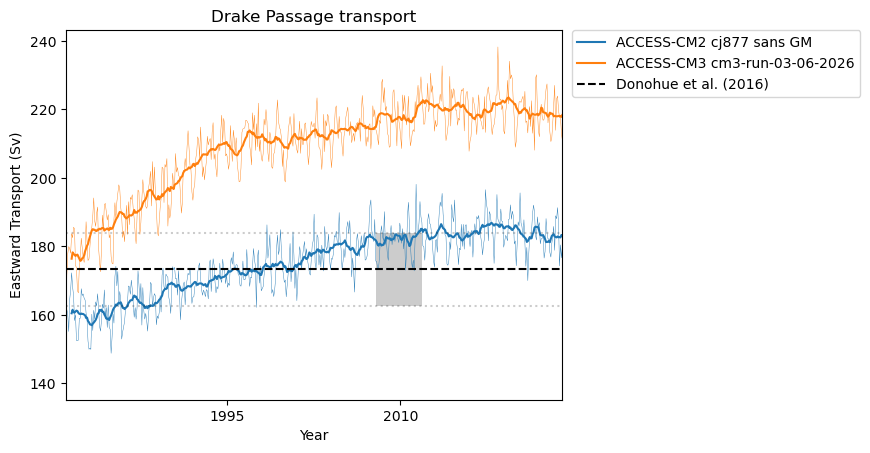 Drake Passage transport
240
220
200
180
160
140
Eastward Transport (Sv)
1995
2010
Year
ACCESS-CM2 cj877 sans GM
ACCESS-CM3 cm3-run-03-06-2026
Donohue et al. (2016)